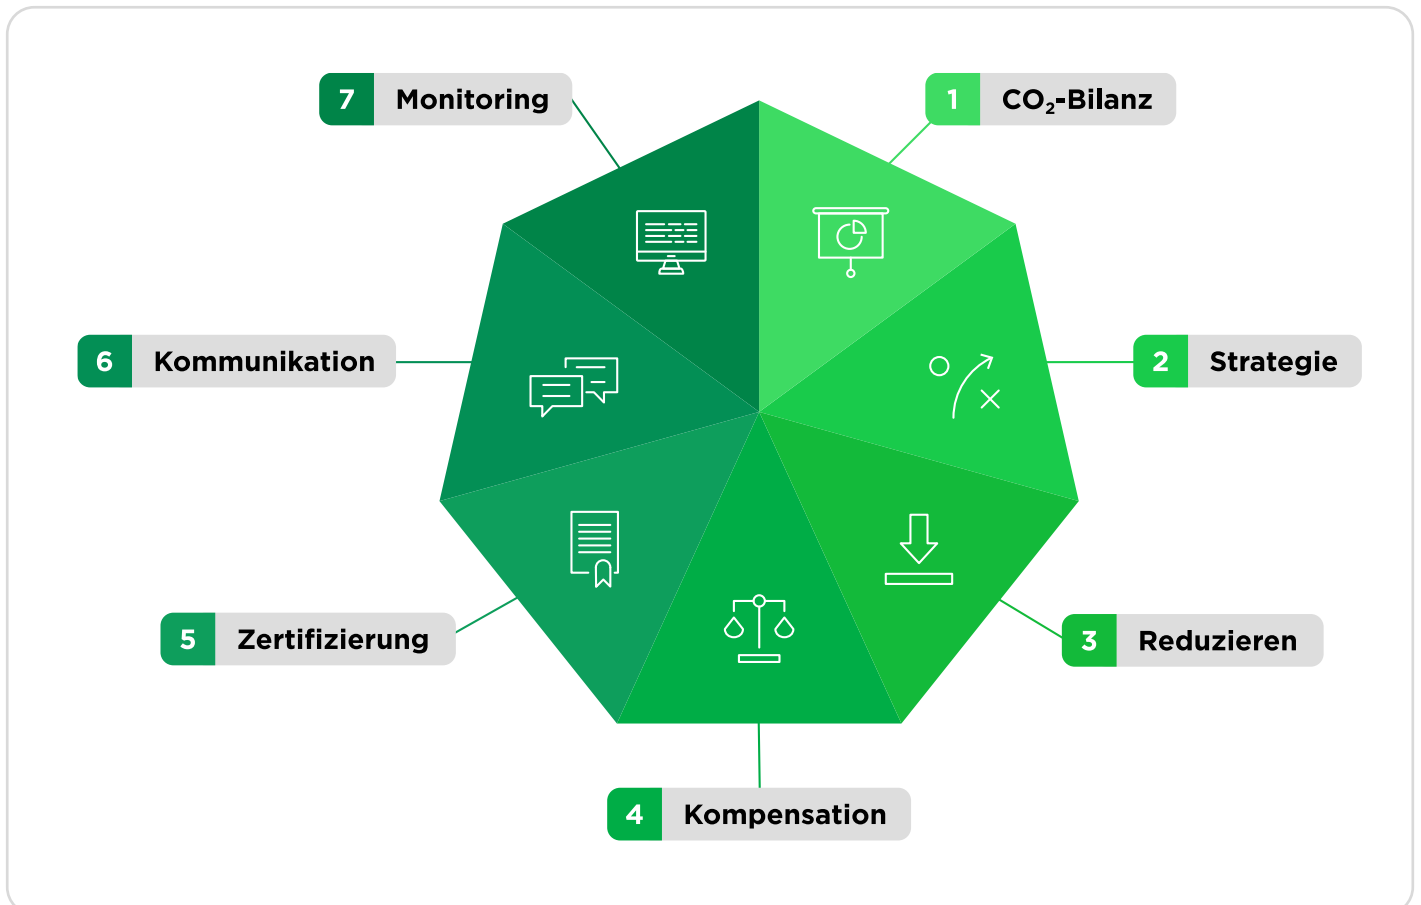 1 CO₂-Bilanz
2 Strategie
3 Reduzieren
4 Kompensation
5 Zertifizierung
6 Kommunikation
7 Monitoring